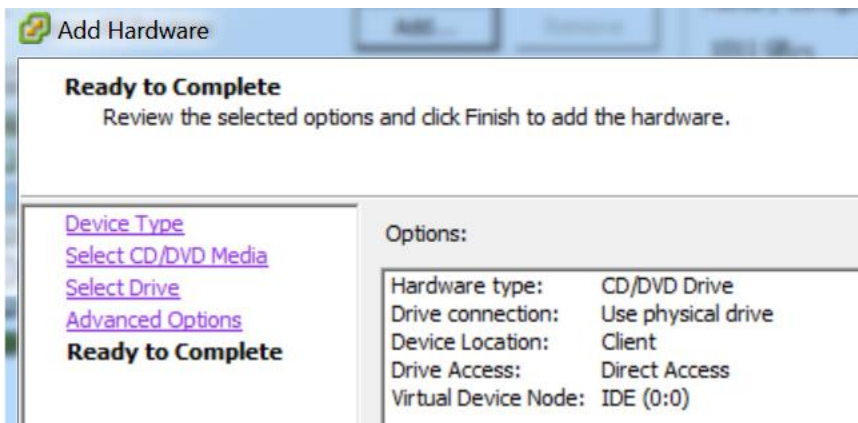 Add Hardware
Add...
Ready to Complete
Review the selected options and click Finish to add the hardware.
Device Type
Select CD/DVD Media
Select Drive
Advanced Options
Ready to Complete
Options:
Hardware type: CD/DVD Drive
Drive connection: Use physical drive
Device Location: Client
Drive Access: Direct Access
Virtual Device Node: IDE (0:0)